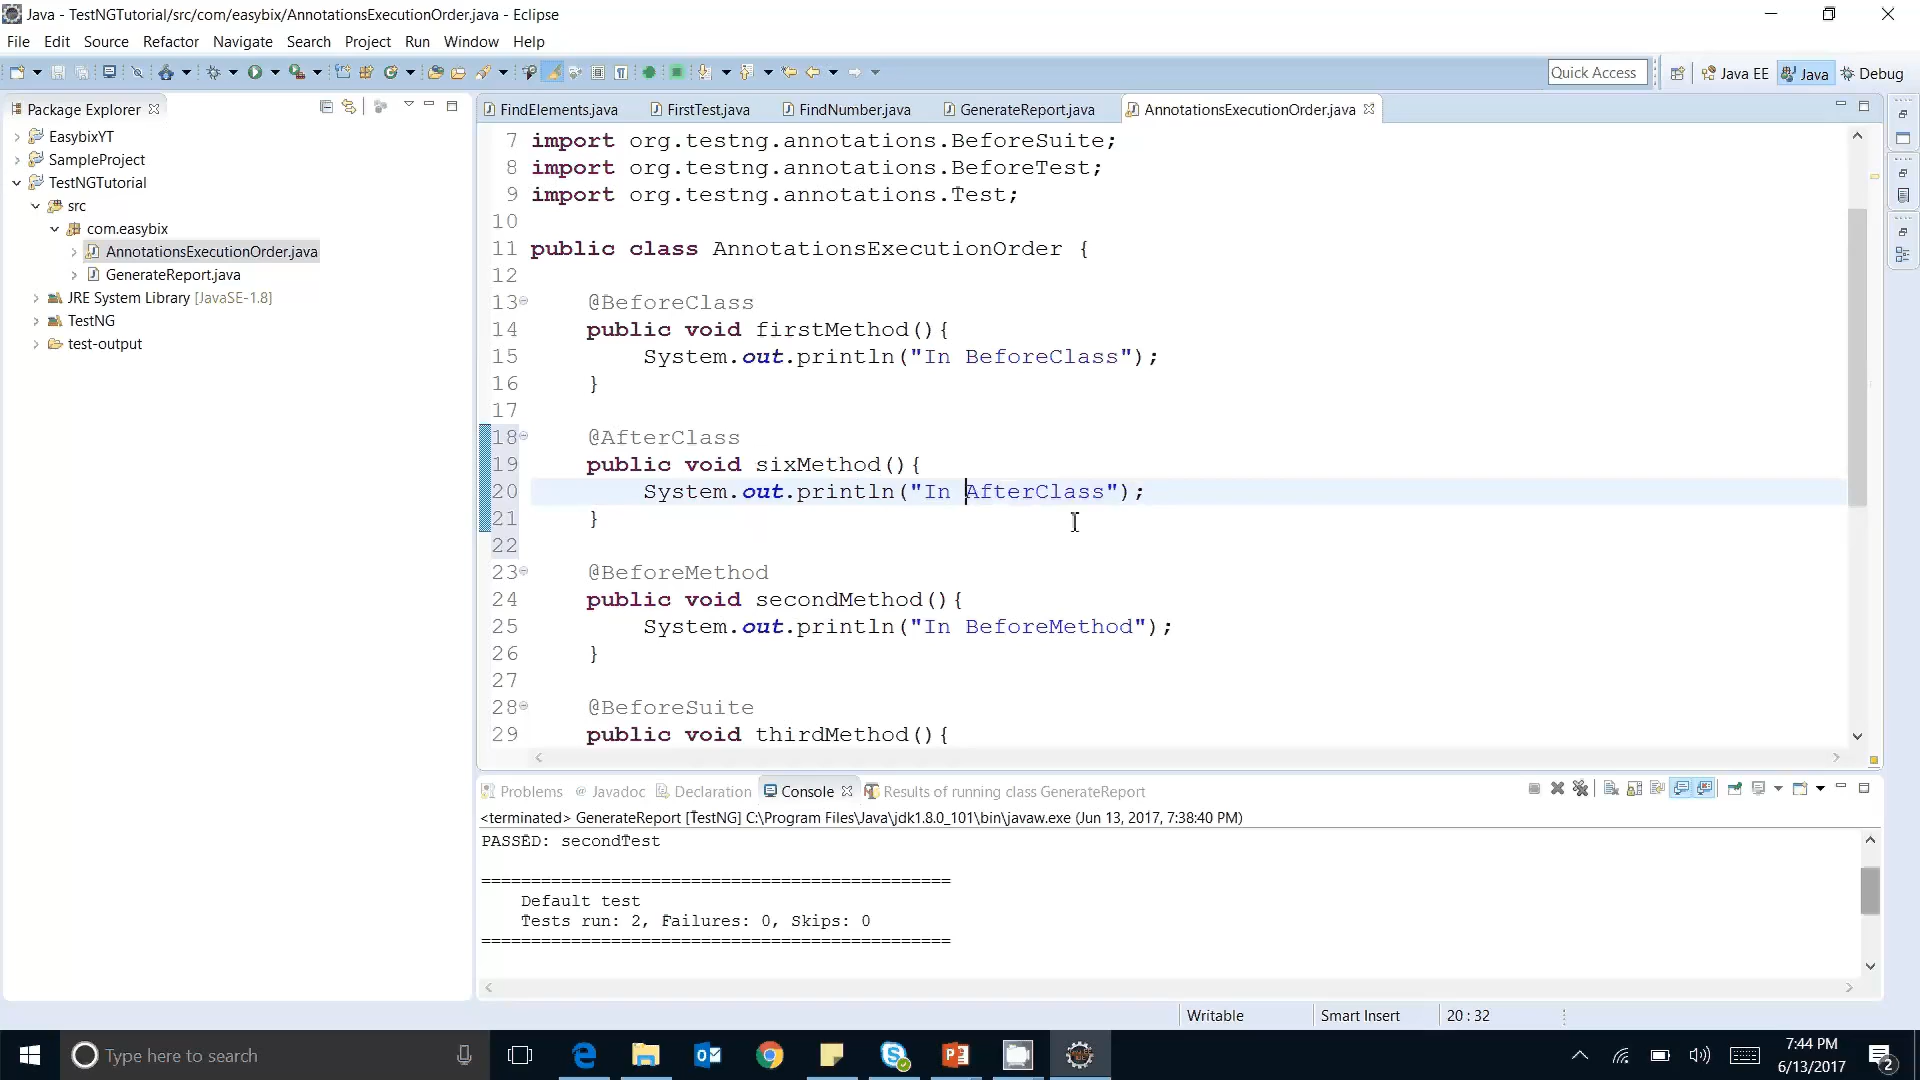 Java - TestNGTutorial/src/com/easybix/AnnotationsExecutionOrder.java - Eclipse
File Edit Source Refactor Navigate Search Project Run Window Help
Quick Access Java EE Java Debug
Package Explorer
EasybixYT
SampleProject
TestNGTutorial
src
com.easybix
AnnotationsExecutionOrder.java
GenerateReport.java
JRE System Library [JavaSE-1.8]
TestNG
test-output
FindElements.java FirstTest.java FindNumber.java GenerateReport.java AnnotationsExecutionOrder.java
7 import org.testng.annotations.BeforeSuite;
8 import org.testng.annotations.BeforeTest;
9 import org.testng.annotations.Test;
10
11 public class AnnotationsExecutionOrder {
12
13 @BeforeClass
14 public void firstMethod(){
15 System.out.println("In BeforeClass");
16 }
17
18 @AfterClass
19 public void sixMethod(){
20 System.out.println("In AfterClass");
21 }
22
23 @BeforeMethod
24 public void secondMethod(){
25 System.out.println("In BeforeMethod");
26 }
27
28 @BeforeSuite
29 public void thirdMethod(){
Problems Javadoc Declaration Console Results of running class GenerateReport
<terminated> GenerateReport [TestNG] C:\Program Files\Java\jdk1.8.0_101\bin\javaw.exe (Jun 13, 2017, 7:38:40 PM)
PASSED: secondTest
===============================================
Default test
Tests run: 2, Failures: 0, Skips: 0
===============================================
Writable Smart Insert 20 : 32
Type here to search
7:44 PM
6/13/2017
2